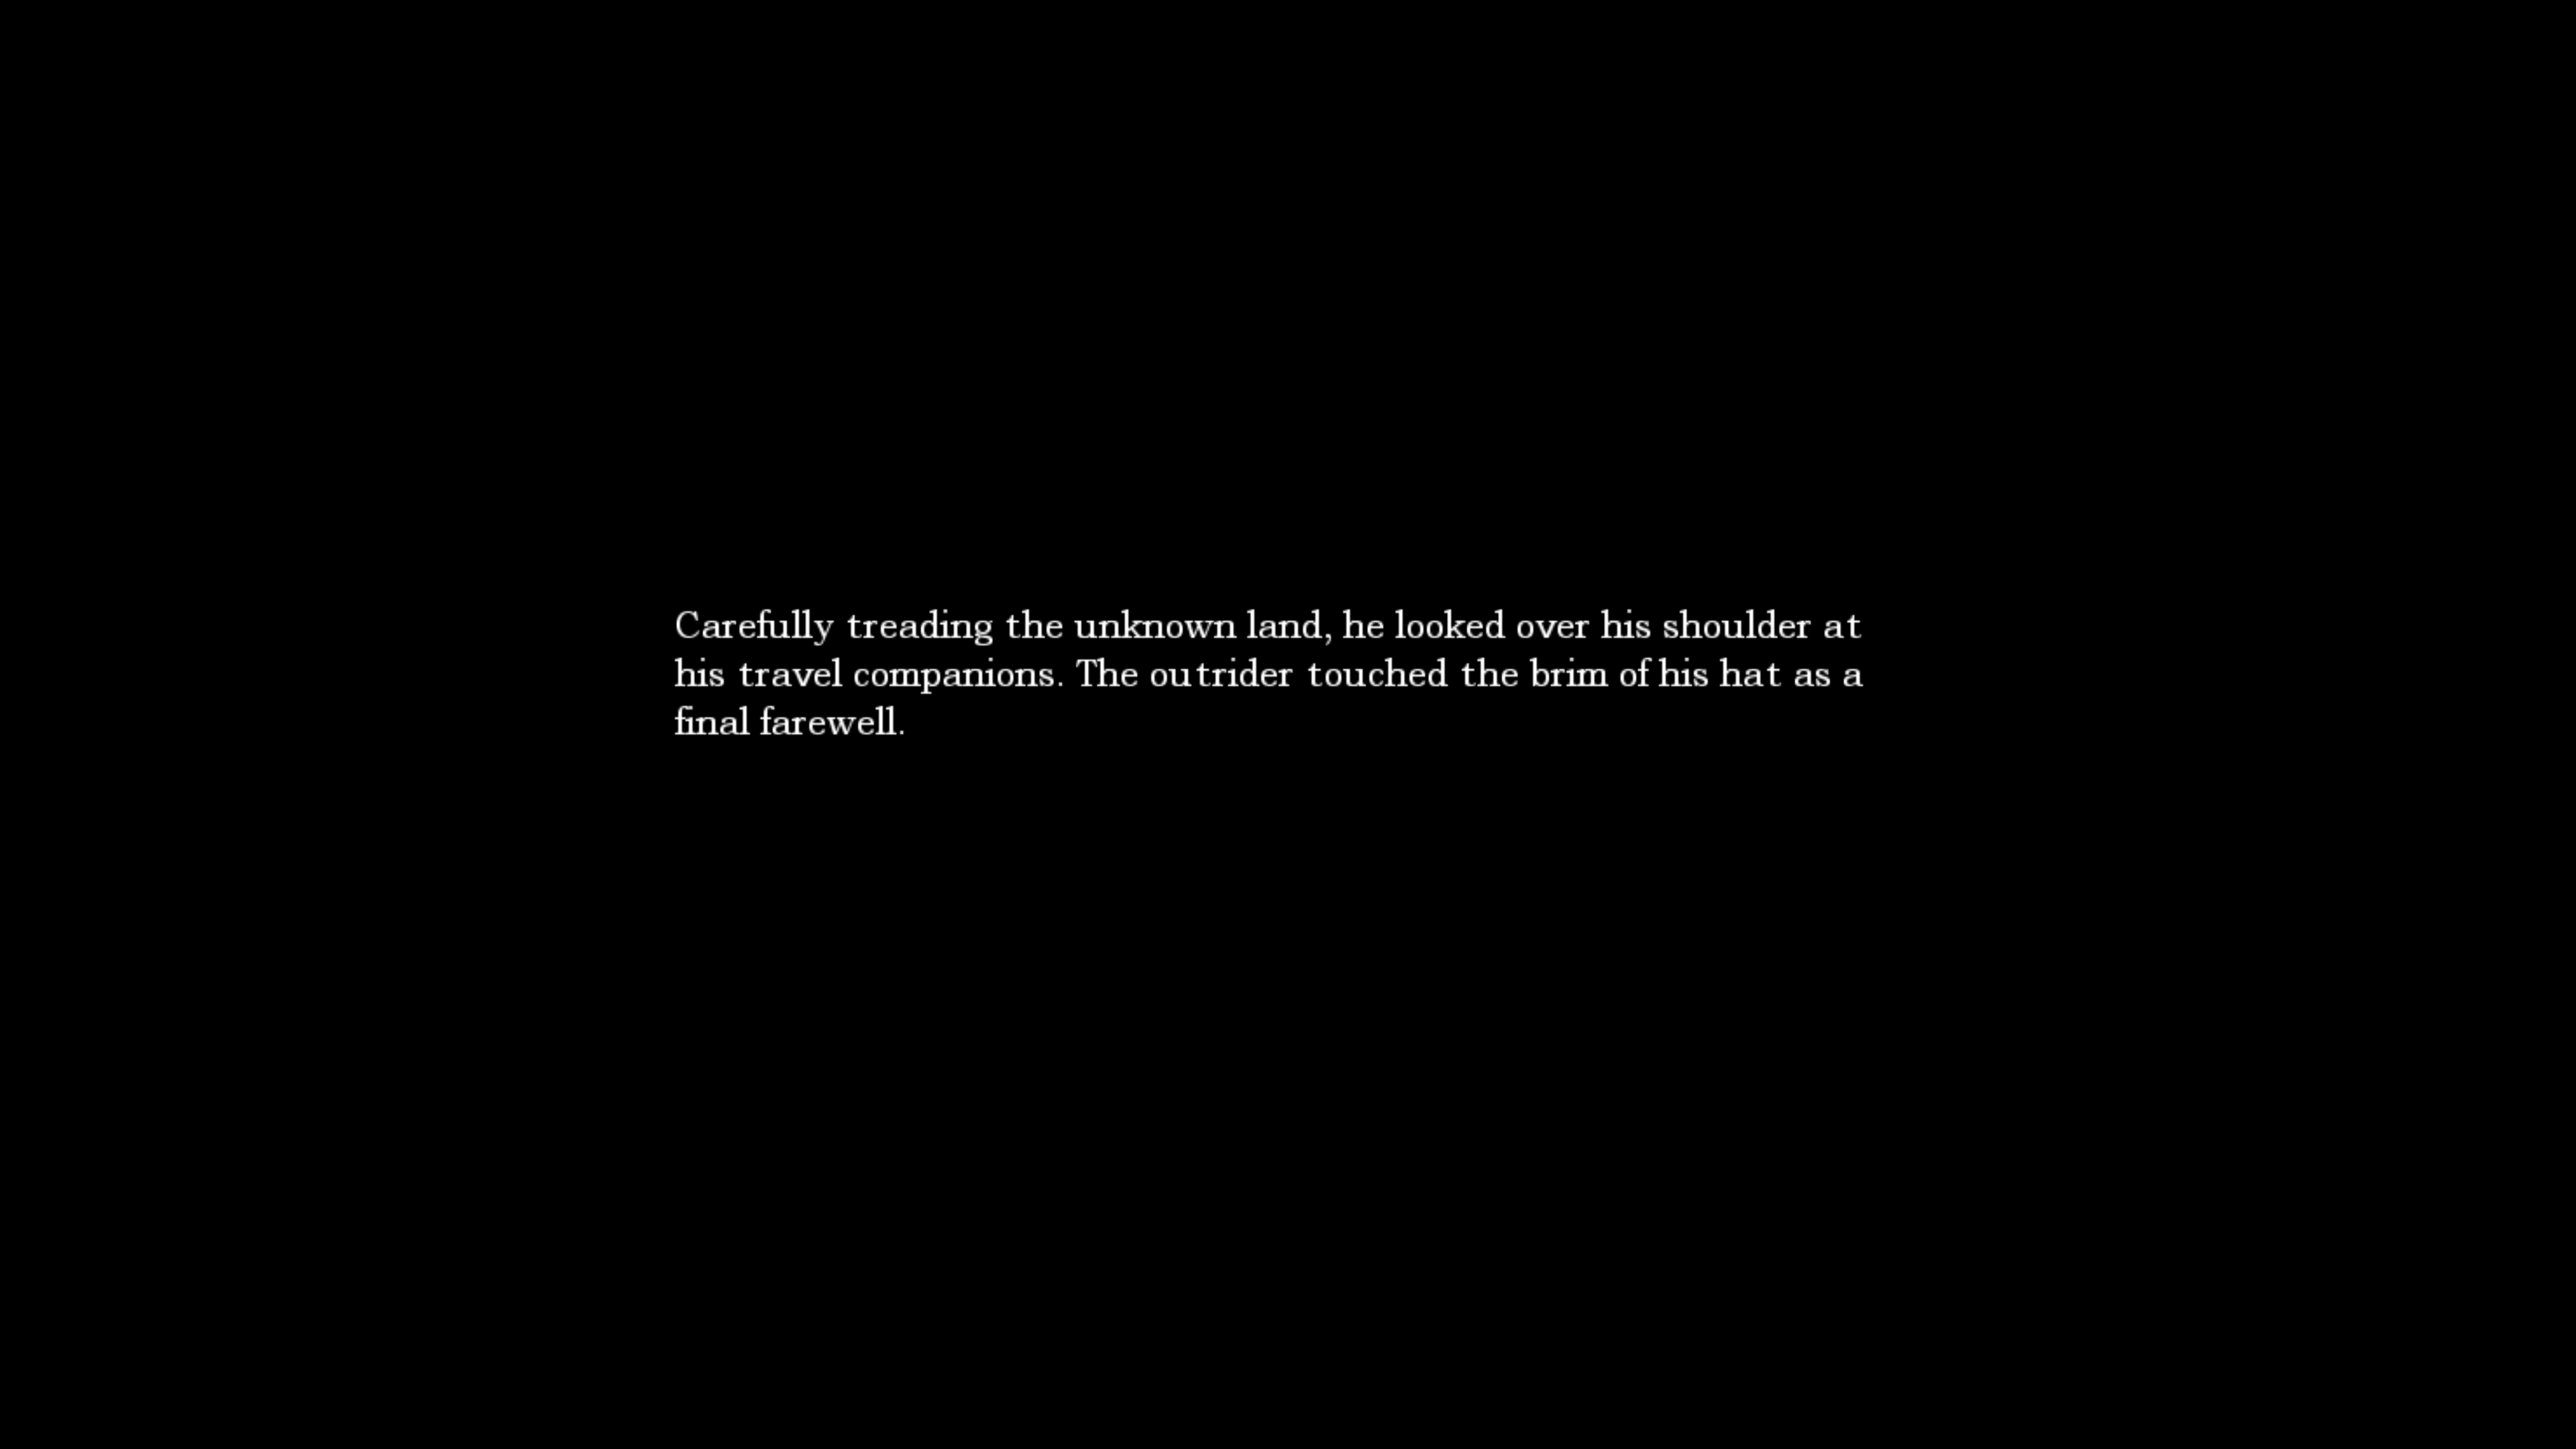 Carefully treading the unknown land, he looked over his shoulder at
his travel companions. The outrider touched the brim of his hat as a
final farewell.